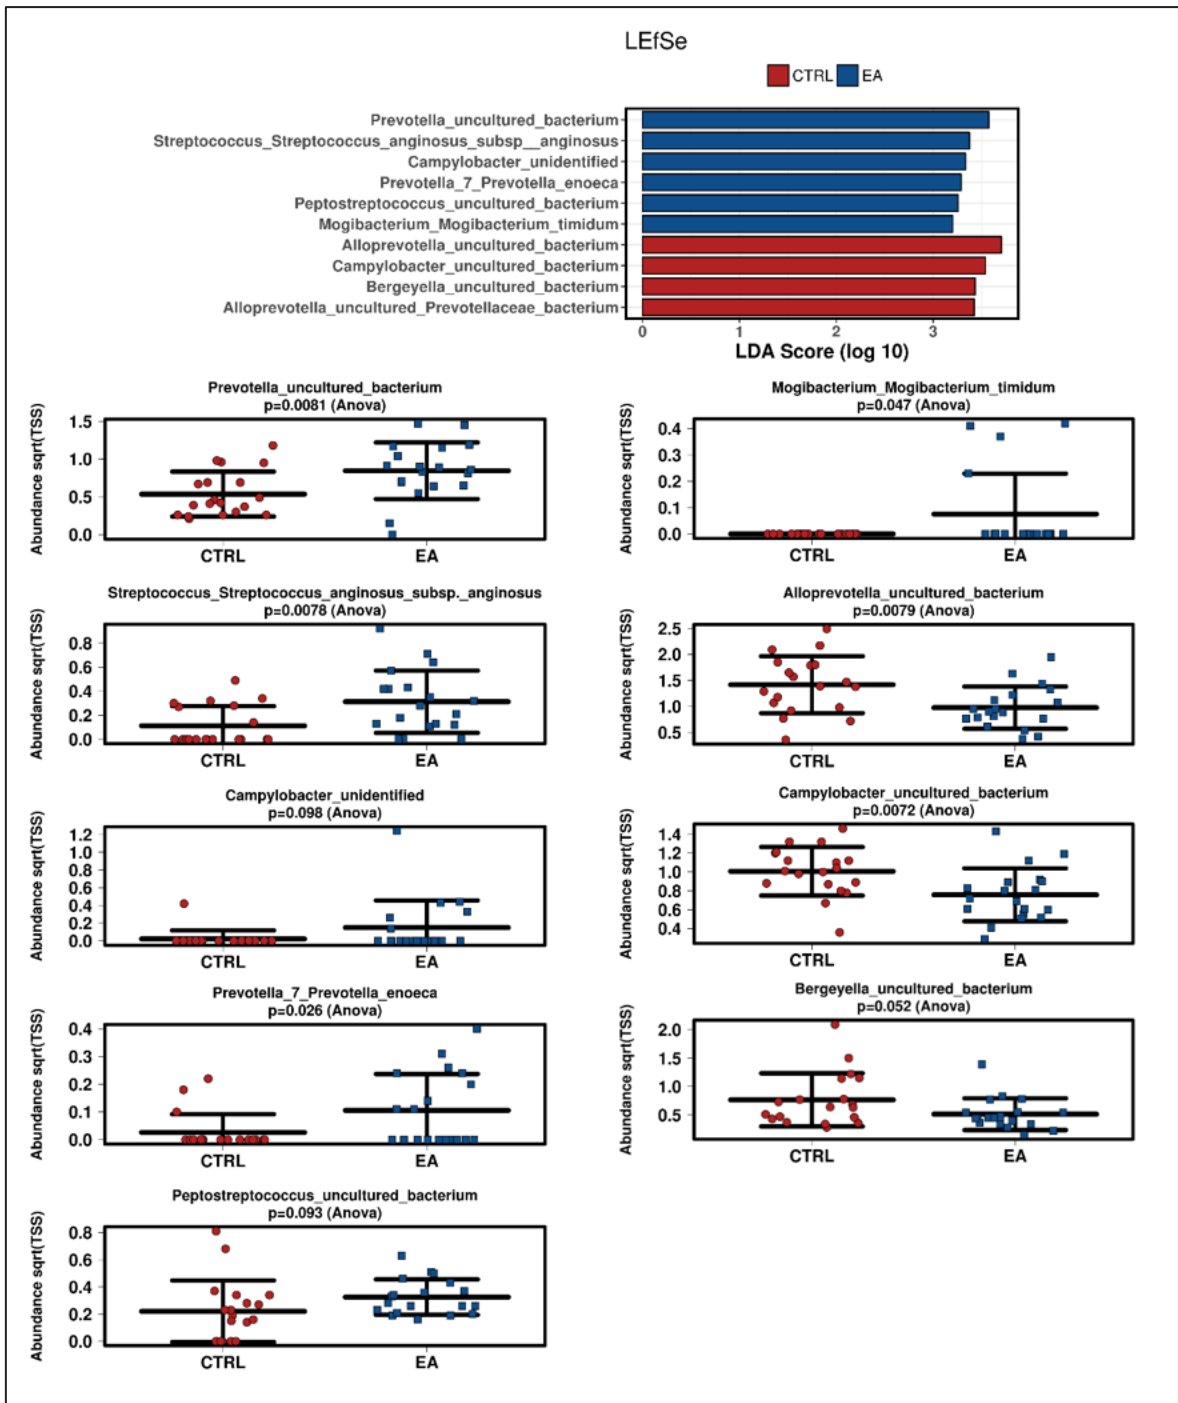 LEfSe
CTRL EA
Prevotella_uncultured_bacterium
Streptococcus_Streptococcus_anginosus_subsp__anginosus
Campylobacter_unidentified
Prevotella_7_Prevotella_enoeca
Peptostreptococcus_uncultured_bacterium
Mogibacterium_Mogibacterium_timidum
Alloprevotella_uncultured_bacterium
Campylobacter_uncultured_bacterium
Bergeyella_uncultured_bacterium
Alloprevotella_uncultured_Prevotellaceae_bacterium
0 1 2 3
LDA Score (log 10)
Prevotella_uncultured_bacterium
p=0.0081 (Anova)
Abundance sqrt(TSS)
1.5
1.0
0.5
0.0
CTRL EA
Mogibacterium_Mogibacterium_timidum
p=0.047 (Anova)
Abundance sqrt(TSS)
0.4
0.3
0.2
0.1
0.0
CTRL EA
Streptococcus_Streptococcus_anginosus_subsp._anginosus
p=0.0078 (Anova)
Abundance sqrt(TSS)
0.8
0.6
0.4
0.2
0.0
CTRL EA
Alloprevotella_uncultured_bacterium
p=0.0079 (Anova)
Abundance sqrt(TSS)
2.5
2.0
1.5
1.0
0.5
CTRL EA
Campylobacter_unidentified
p=0.098 (Anova)
Abundance sqrt(TSS)
1.2
1.0
0.8
0.6
0.4
0.2
0.0
CTRL EA
Campylobacter_uncultured_bacterium
p=0.0072 (Anova)
Abundance sqrt(TSS)
1.4
1.2
1.0
0.8
0.6
0.4
CTRL EA
Prevotella_7_Prevotella_enoeca
p=0.026 (Anova)
Abundance sqrt(TSS)
0.4
0.3
0.2
0.1
0.0
CTRL EA
Bergeyella_uncultured_bacterium
p=0.052 (Anova)
Abundance sqrt(TSS)
2.0
1.5
1.0
0.5
CTRL EA
Peptostreptococcus_uncultured_bacterium
p=0.093 (Anova)
Abundance sqrt(TSS)
0.8
0.6
0.4
0.2
0.0
CTRL EA